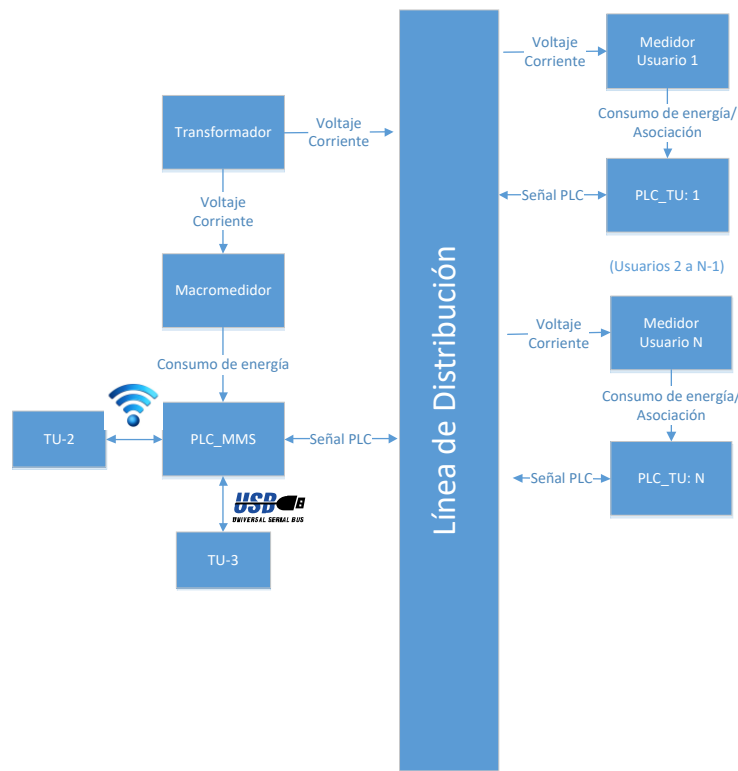 Transformador
Voltaje
Corriente
Voltaje
Corriente
Macromedidor
Consumo de energía
TU-2
PLC_MMS
Señal PLC
USB
UNIVERSAL SERIAL BUS
TU-3
Línea de Distribución
Voltaje
Corriente
Medidor
Usuario 1
Consumo de energía/
Asociación
Señal PLC
PLC_TU: 1
(Usuarios 2 a N-1)
Voltaje
Corriente
Medidor
Usuario N
Consumo de energía/
Asociación
Señal PLC
PLC_TU: N